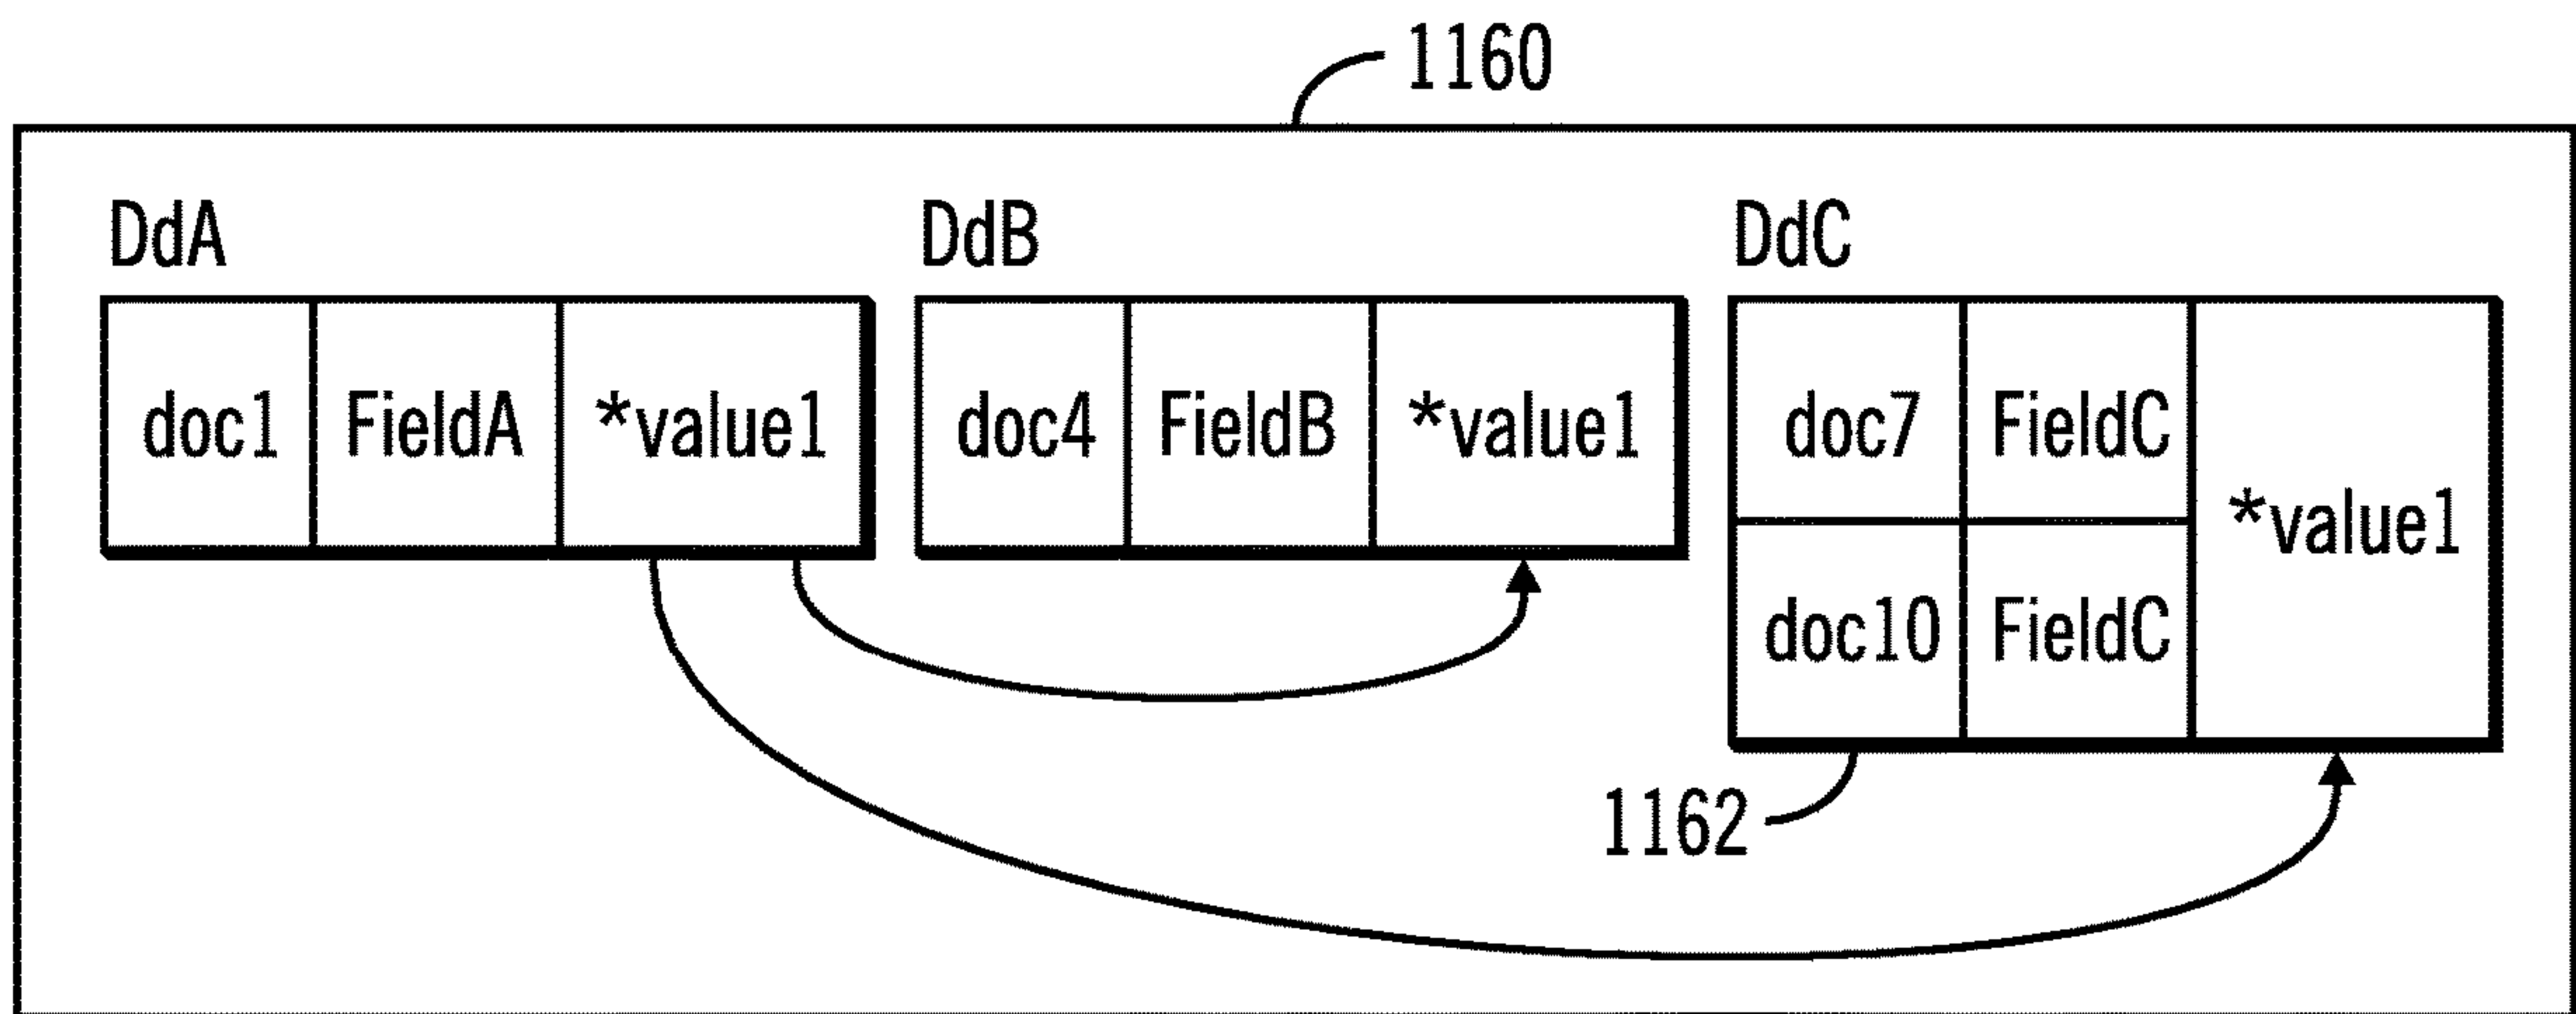 1160
DdA DdB DdC
doc1 FieldA *value1 doc4 FieldB *value1 doc7 FieldC
*value1
doc10 FieldC
1162